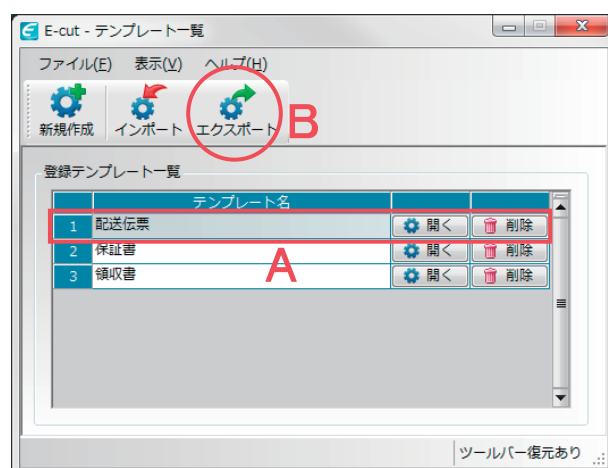 E-cut - テンプレート一覧
ファイル(F) 表示(V) ヘルプ(H)
新規作成 インポート エクスポート B
登録テンプレート一覧
テンプレート名
1 配送伝票 開く 削除
2 保証書 開く 削除
3 領収書 開く 削除
A
ツールバー復元あり